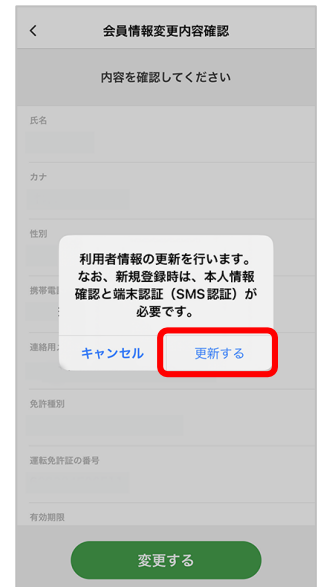 会員情報変更内容確認
内容を確認してください
氏名
カナ
性別
利用者情報の更新を行います。
なお、新規登録時は、本人情報
確認と端末認証（SMS認証）が
必要です。
携帯電
連絡用
キャンセル 更新する
免許種別
運転免許証の番号
有効期限
変更する